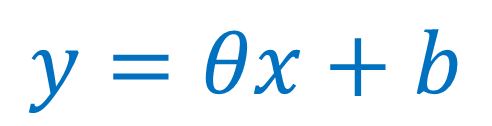 y = θx + b